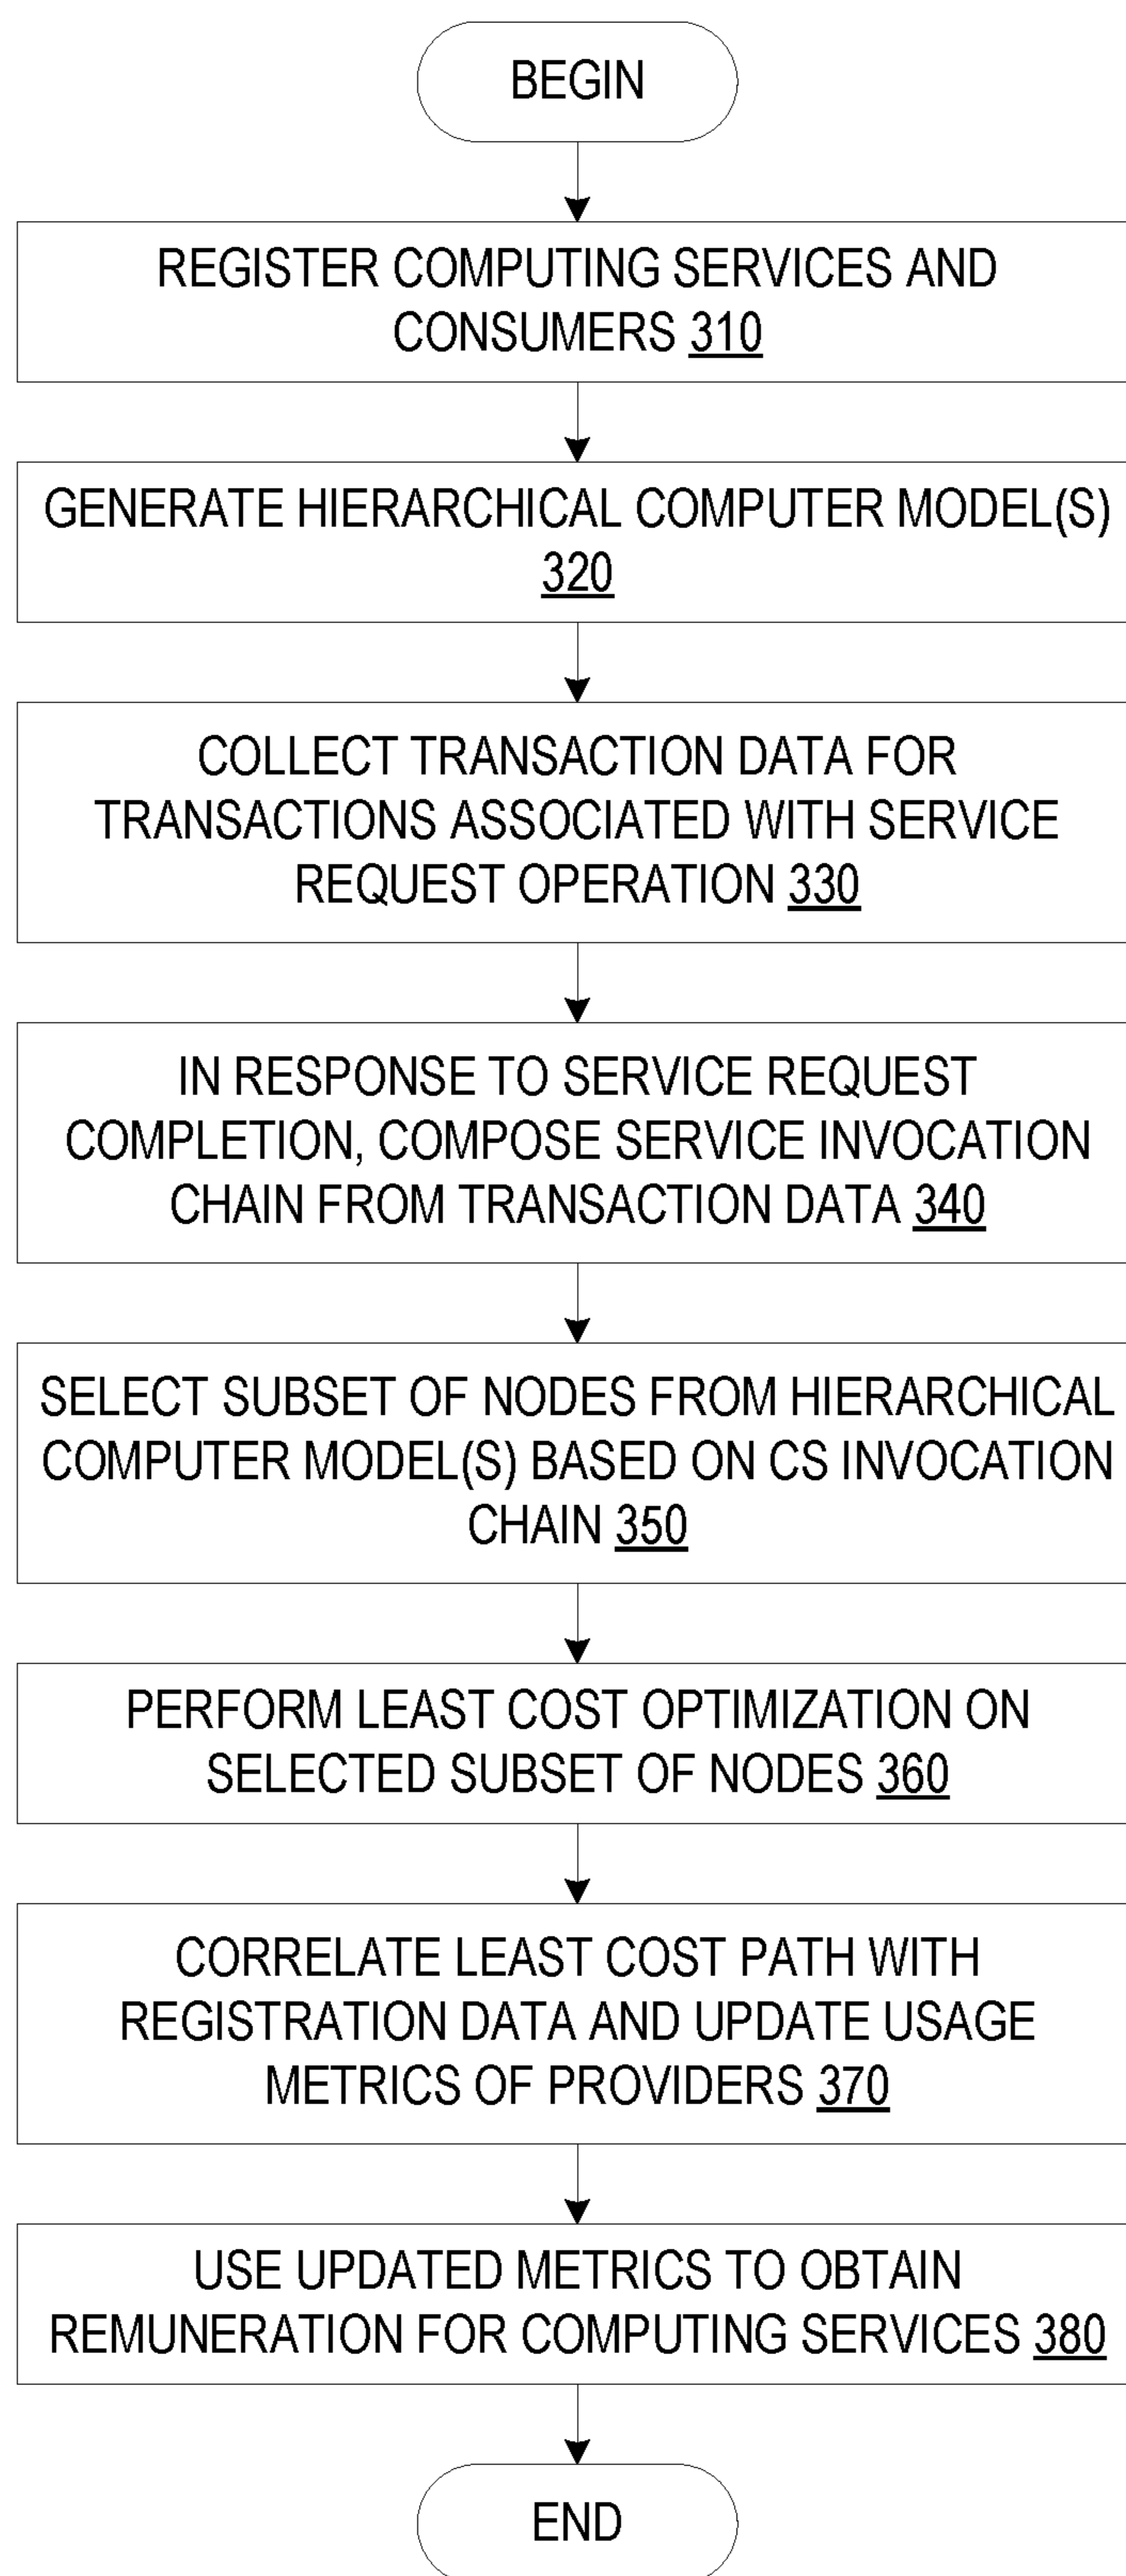 BEGIN
REGISTER COMPUTING SERVICES AND
CONSUMERS 310
GENERATE HIERARCHICAL COMPUTER MODEL(S)
320
COLLECT TRANSACTION DATA FOR
TRANSACTIONS ASSOCIATED WITH SERVICE
REQUEST OPERATION 330
IN RESPONSE TO SERVICE REQUEST
COMPLETION, COMPOSE SERVICE INVOCATION
CHAIN FROM TRANSACTION DATA 340
SELECT SUBSET OF NODES FROM HIERARCHICAL
COMPUTER MODEL(S) BASED ON CS INVOCATION
CHAIN 350
PERFORM LEAST COST OPTIMIZATION ON
SELECTED SUBSET OF NODES 360
CORRELATE LEAST COST PATH WITH
REGISTRATION DATA AND UPDATE USAGE
METRICS OF PROVIDERS 370
USE UPDATED METRICS TO OBTAIN
REMUNERATION FOR COMPUTING SERVICES 380
END